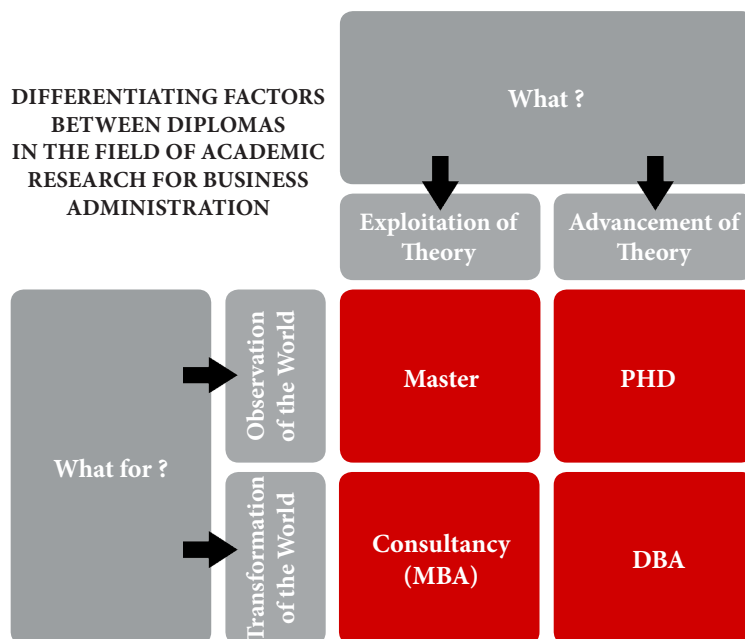 DIFFERENTIATING FACTORS
BETWEEN DIPLOMAS
IN THE FIELD OF ACADEMIC
RESEARCH FOR BUSINESS
ADMINISTRATION
What ?
Exploitation of
Theory
Advancement of
Theory
What for ?
Observation
of the World
Master
PHD
Transformation
of the World
Consultancy
(MBA)
DBA